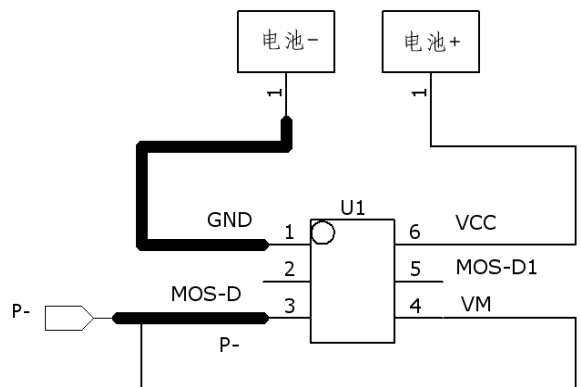 电池-
电池+
1
1
U1
GND
1
6
VCC
2
5
MOS-D1
MOS-D
3
4
VM
P-
P-